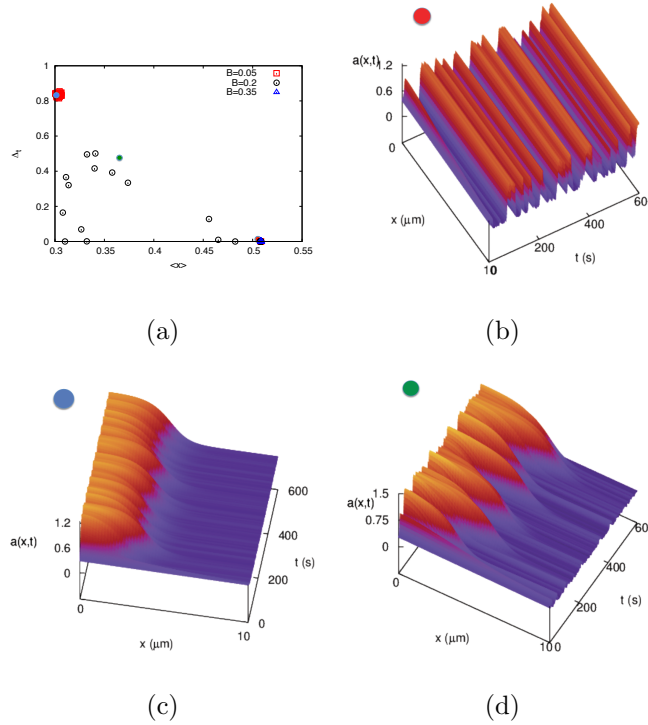 B=0.05
B=0.2
B=0.35
1
0.8
0.6
0.4
0.2
0
0.3 0.35 0.4 0.45 0.5 0.55
Λt
<x>
(a)
a(x,t)
1.2
0.6
0
0
x (μm)
10
0
200
400
600
t (s)
(b)
a(x,t)
1.2
0.6
0
0
x (μm)
10
0
200
400
600
t (s)
(c)
a(x,t)
1.5
0.75
0
0
x (μm)
10
0
200
400
600
t (s)
(d)